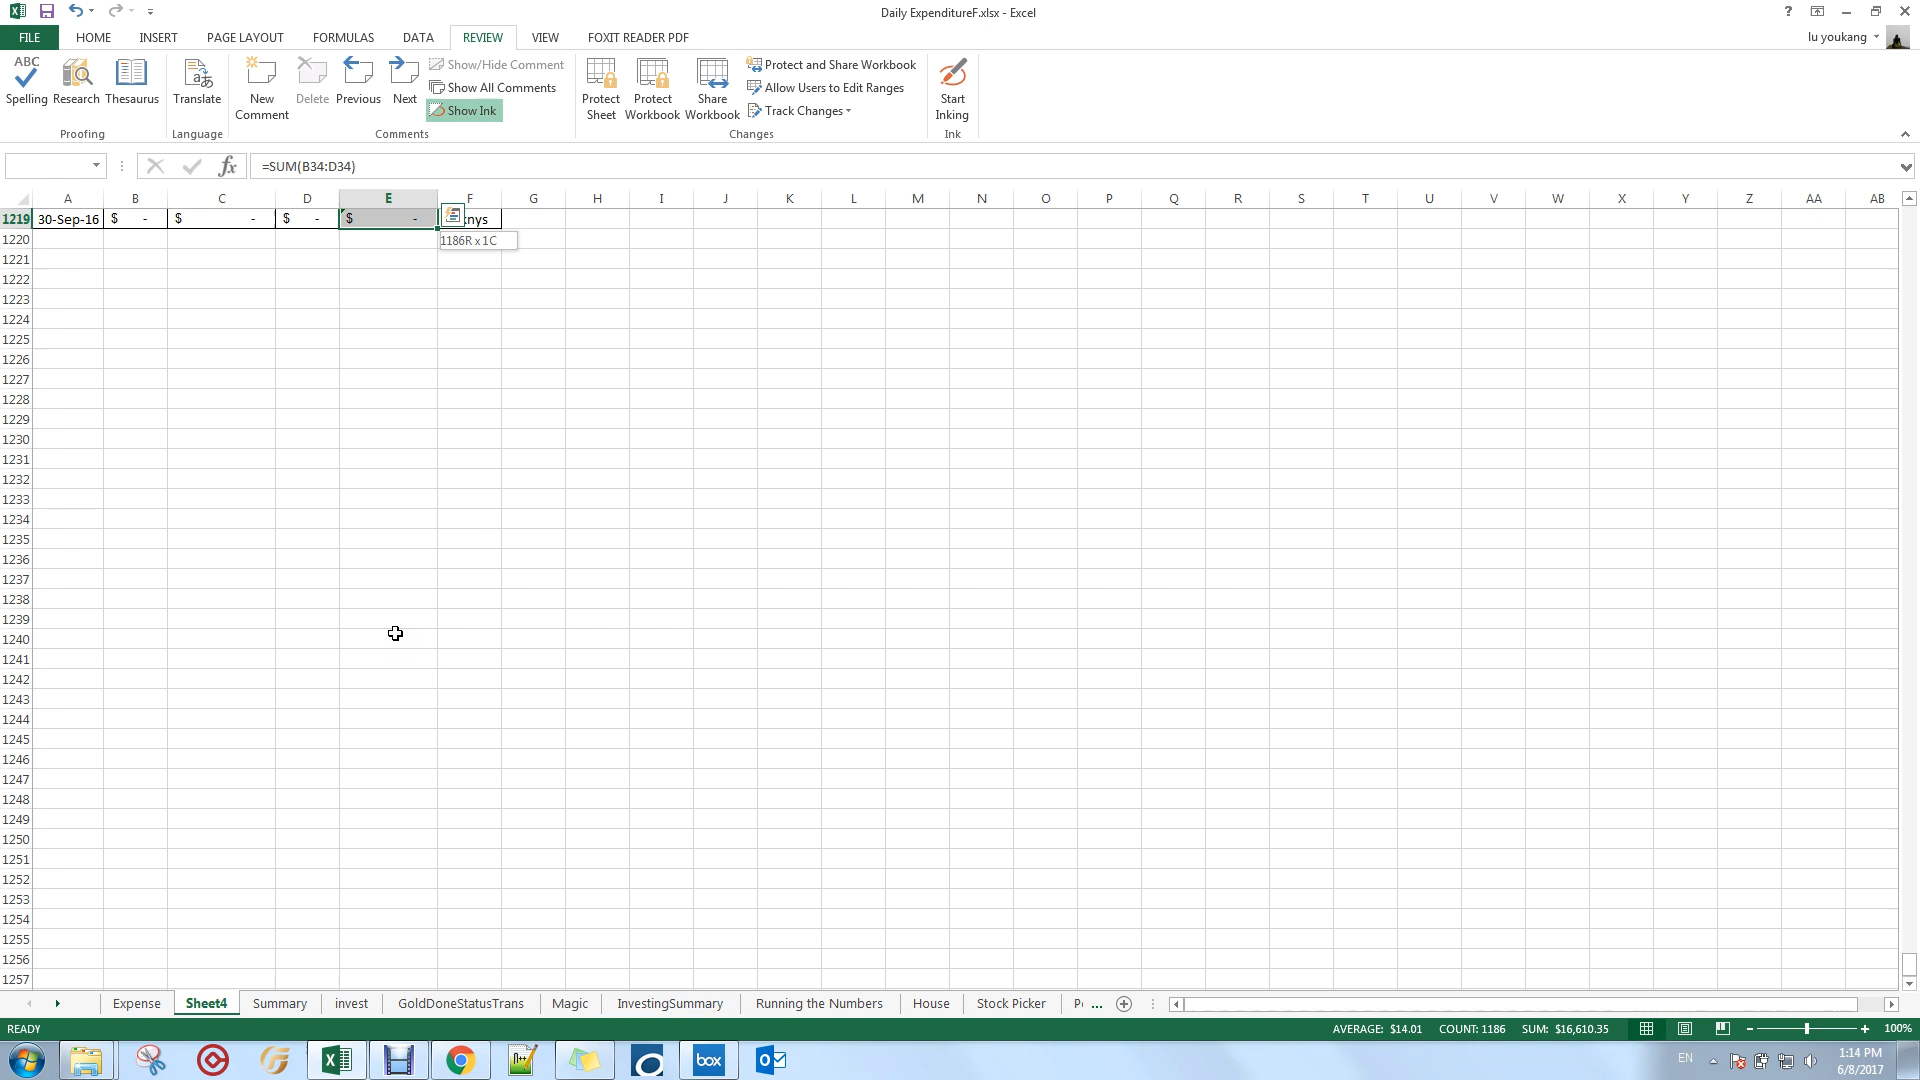 Daily ExpenditureF.xlsx - Excel
?
FILE HOME INSERT PAGE LAYOUT FORMULAS DATA REVIEW VIEW FOXIT READER PDF
lu youkang
ABC
Spelling Research Thesaurus
Proofing
Translate
Language
New Comment Delete Previous Next
Show/Hide Comment
Show All Comments
Show Ink
Comments
Protect Sheet Protect Workbook Share Workbook
Protect and Share Workbook
Allow Users to Edit Ranges
Track Changes
Changes
Start Inking
Ink
fx =SUM(B34:D34)
A B C D E F G H I J K L M N O P Q R S T U V W X Y Z AA AB
1219 30-Sep-16 $ - $ - $ - $ - knys
1220 1186R x 1C
1221
1222
1223
1224
1225
1226
1227
1228
1229
1230
1231
1232
1233
1234
1235
1236
1237
1238
1239
1240
1241
1242
1243
1244
1245
1246
1247
1248
1249
1250
1251
1252
1253
1254
1255
1256
1257
Expense Sheet4 Summary invest GoldDoneStatusTrans Magic InvestingSummary Running the Numbers House Stock Picker ...
READY AVERAGE: $14.01 COUNT: 1186 SUM: $16,610.35 100%
box
EN
1:14 PM
6/8/2017